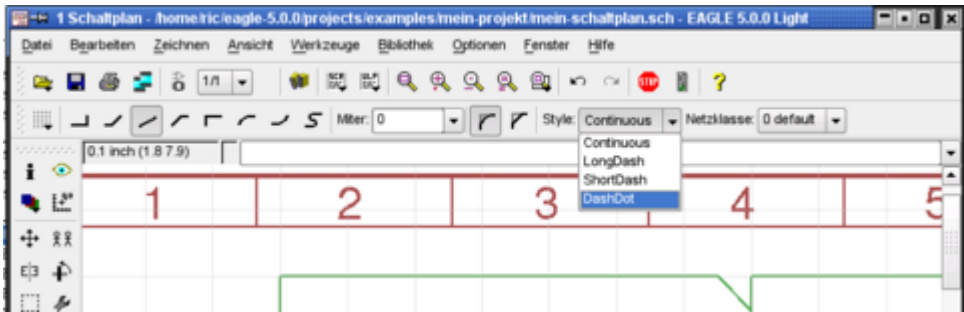 1 Schaltplan - /home/ric/eagle-5.0.0/projects/examples/mein-projekt/mein-schaltplan.sch - EAGLE 5.0.0 Light
Datei Bearbeiten Zeichnen Ansicht Werkzeuge Bibliothek Optionen Fenster Hilfe
1/1 STOP ?
Miter: 0 Style: Continuous Netzklasse: 0 default
0.1 inch (1.8 7.9)
Continuous
LongDash
ShortDash
DashDot
1 2 3 4 5